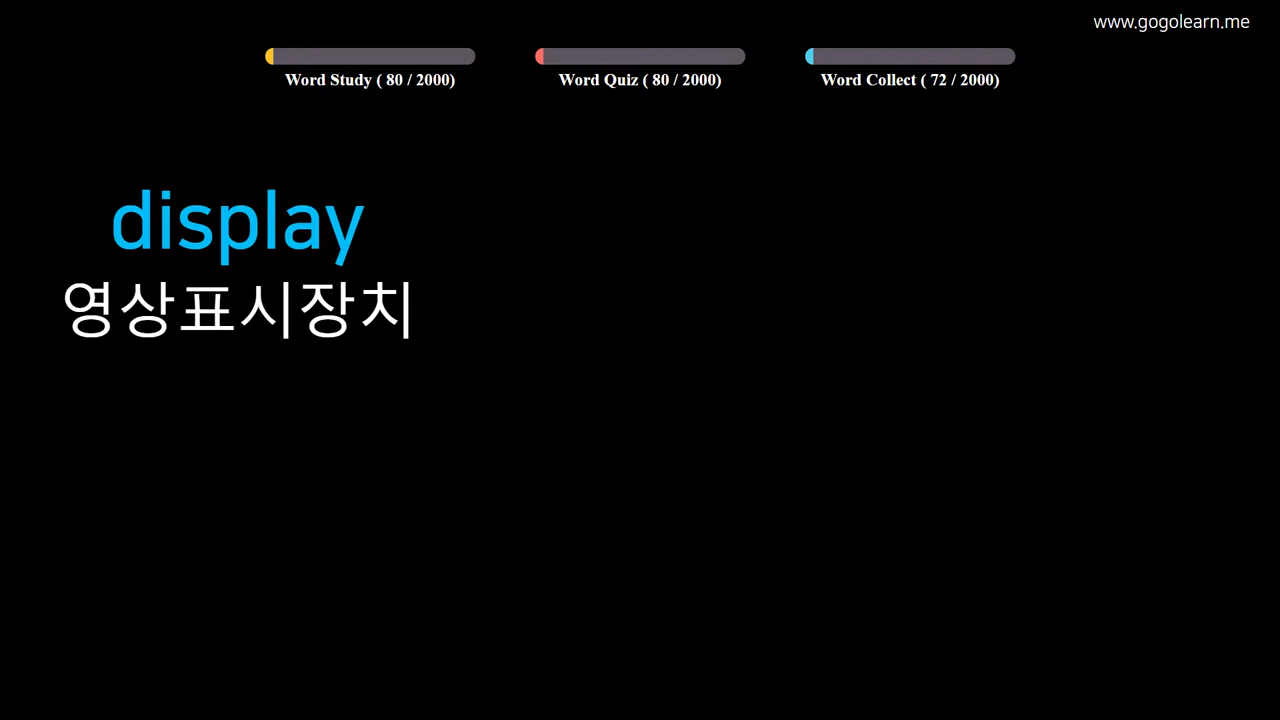 www.gogolearn.me
Word Study ( 80 / 2000)
Word Quiz ( 80 / 2000)
Word Collect ( 72 / 2000)
display
영상표시장치